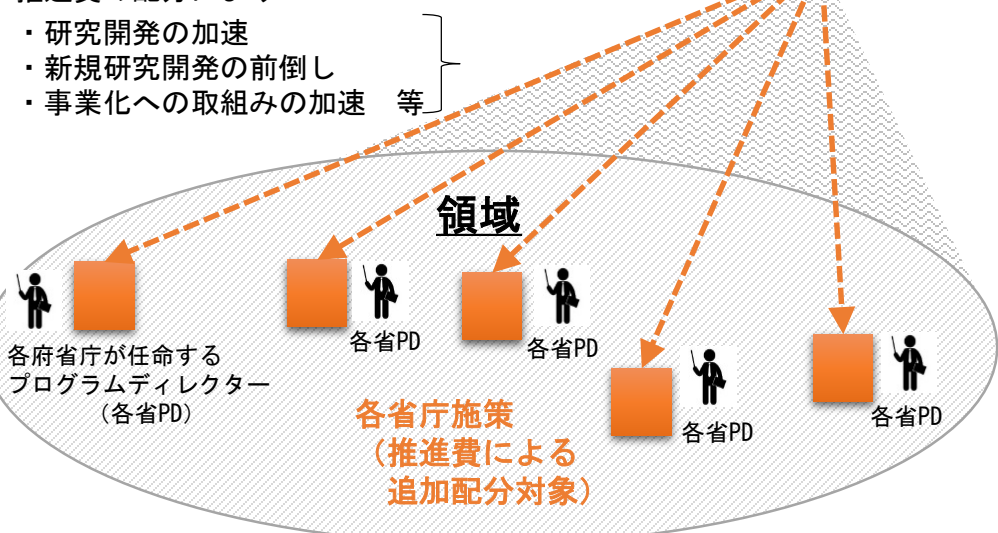 ・研究開発の加速
・新規研究開発の前倒し
・事業化への取組みの加速　等
領域
各府省庁が任命する
プログラムディレクター
（各省PD）
各省PD
各省PD
各省PD
各省PD
各省庁施策
（推進費による
追加配分対象）